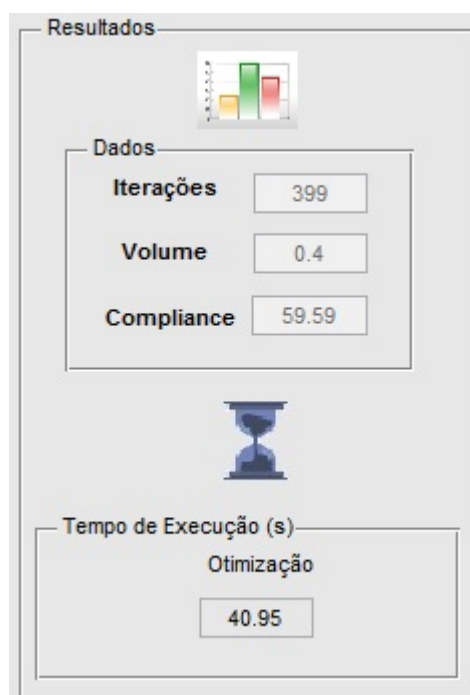 Resultados
Dados
Iterações 399
Volume 0.4
Compliance 59.59
Tempo de Execução (s)
Otimização
40.95